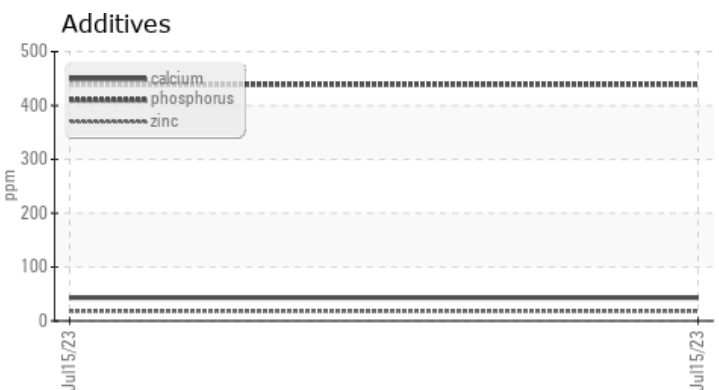 Additives
500
calcium
phosphorus
400
zinc
300
ppm
200
100
0
Jul15/23
Jul15/23